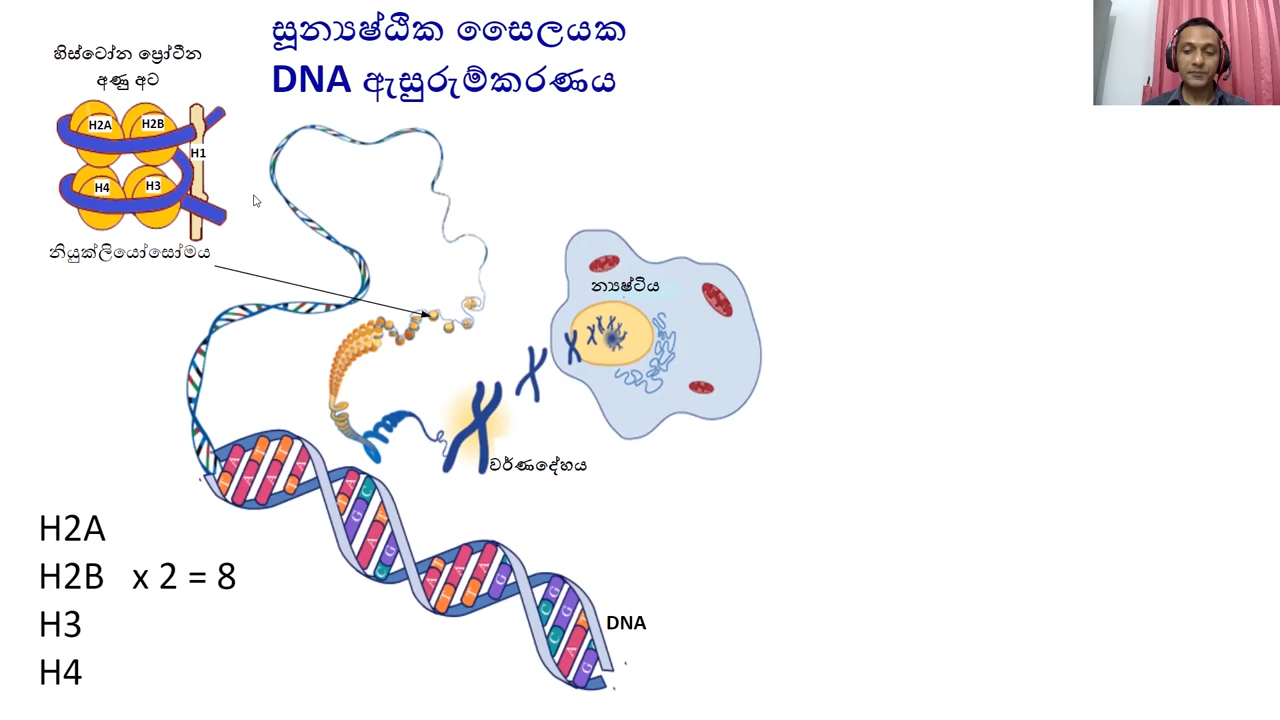 සූන්‍යෂ්ඨික සෛලයක
DNA ඇසුරුම්කරණය
හිස්ටෝන ප්‍රෝටීන
අණු අට
H2A H2B
H1
H4 H3
නියුක්ලියෝසෝමය
න්‍යෂ්ටිය
වර්ණදේහය
H2A
H2B x 2 = 8
H3
H4
DNA